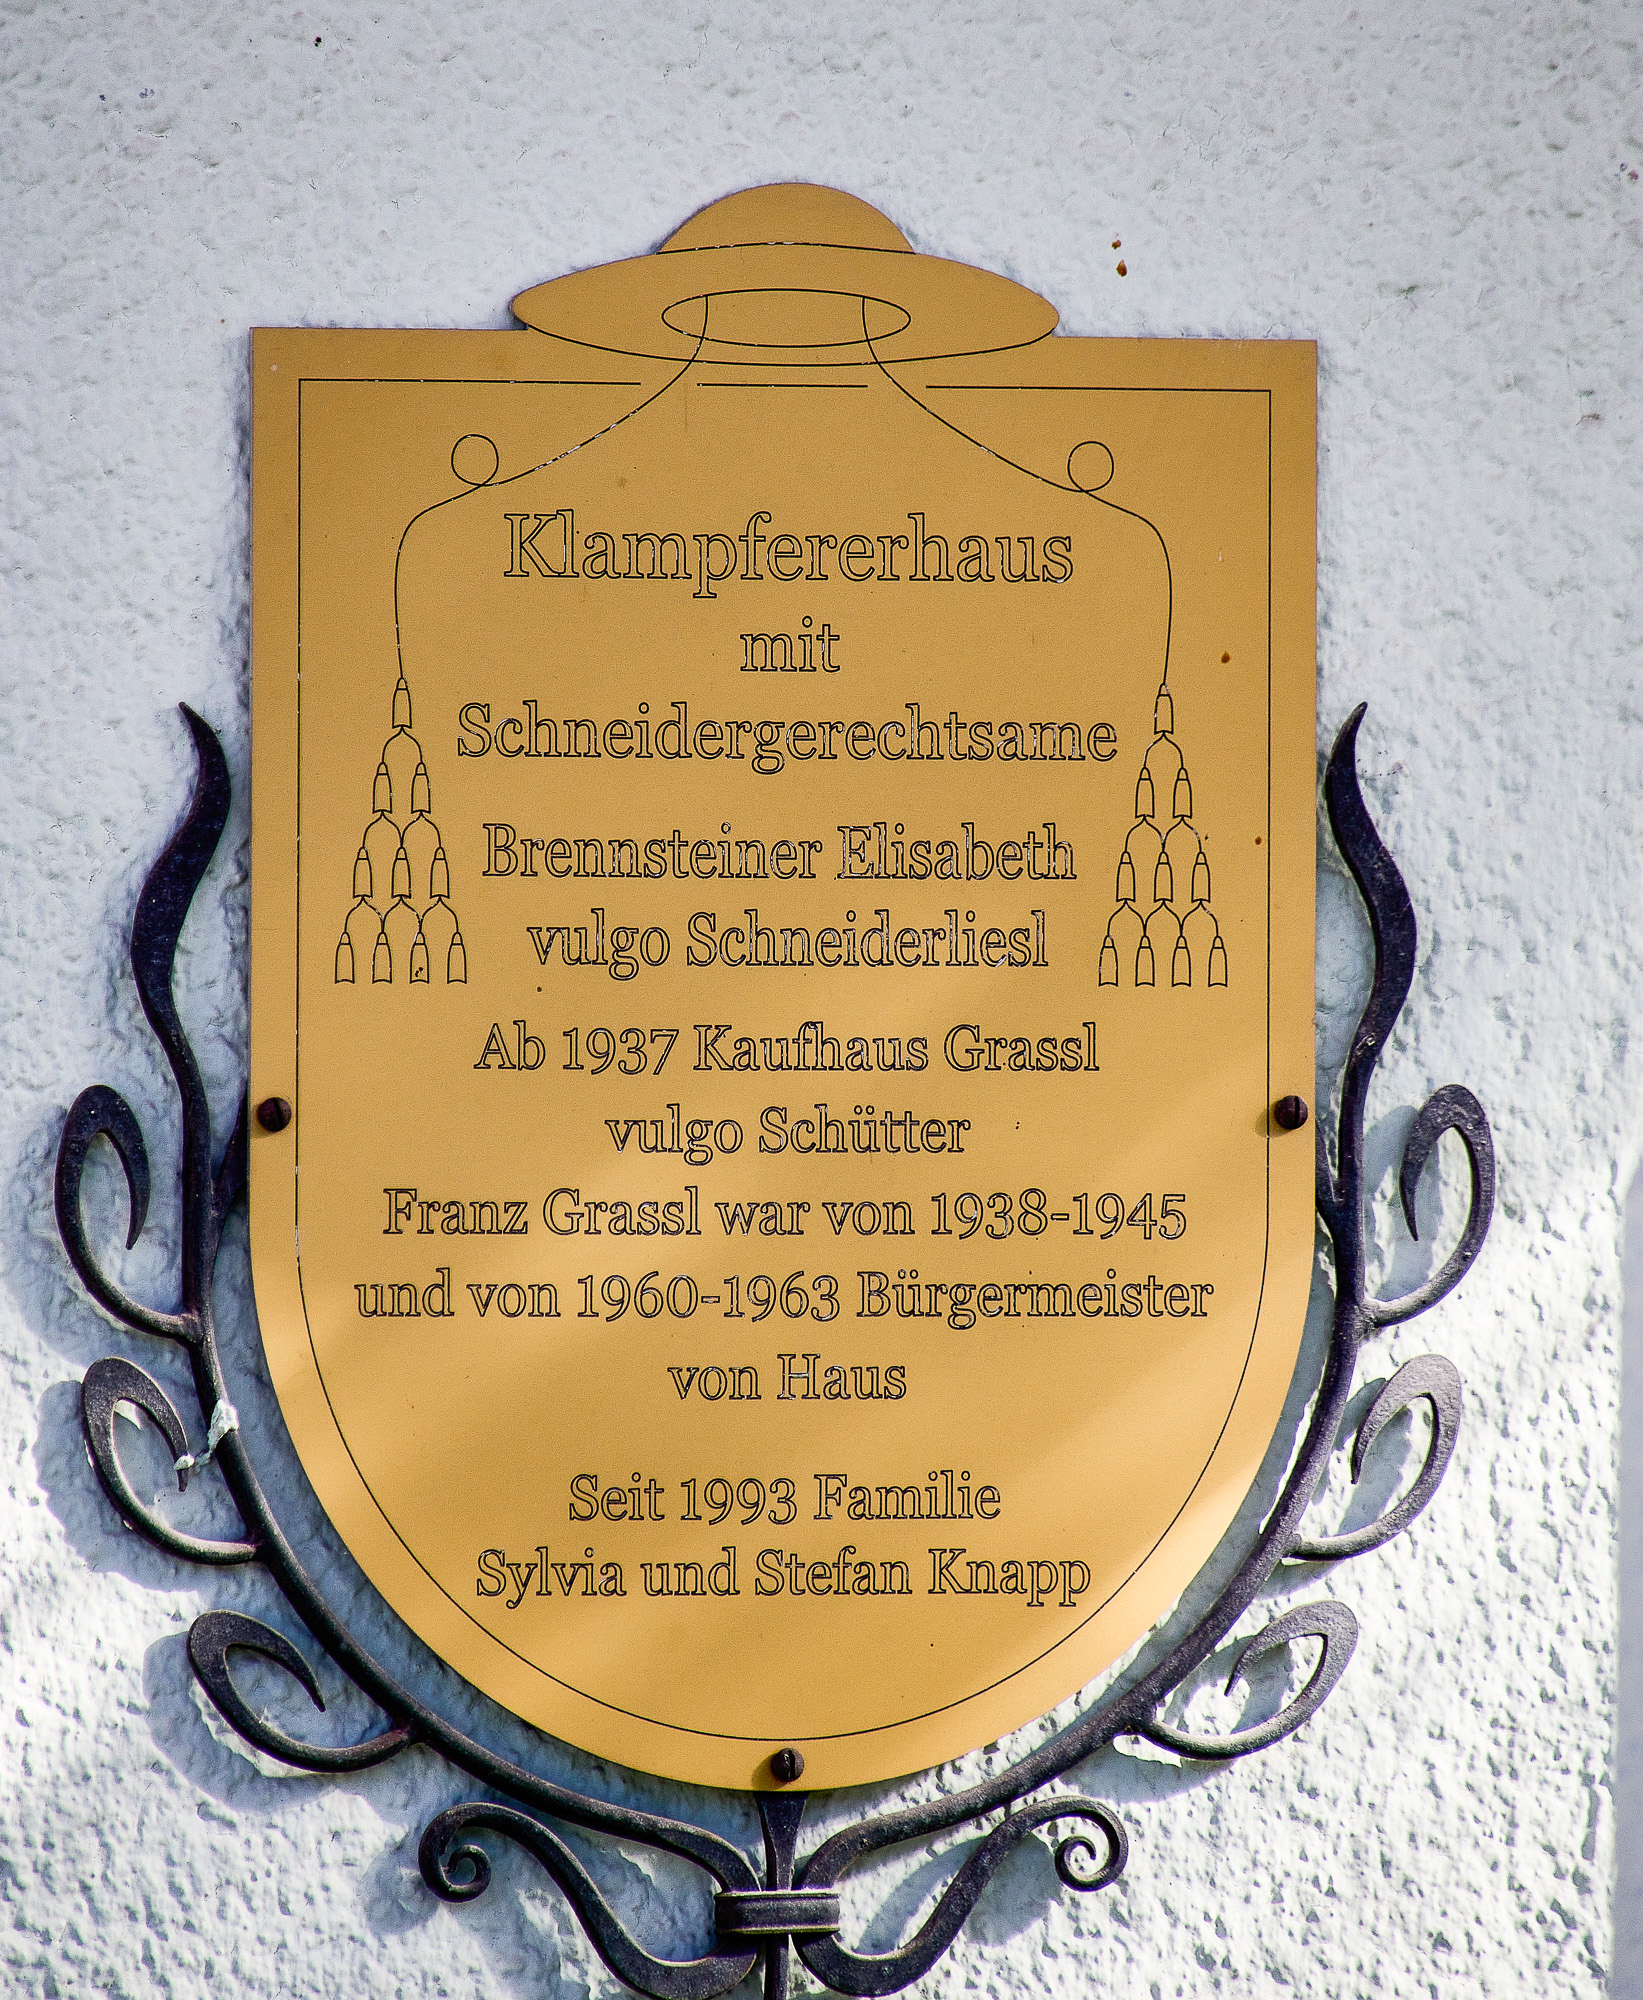 Klampfererhaus
mit
Schneidergerechtsame
Brennsteiner Elisabeth
vulgo Schneiderliesl
Ab 1937 Kaufhaus Grassl
vulgo Schütter
Franz Grassl war von 1938-1945
und von 1960-1963 Bürgermeister
von Haus
Seit 1993 Familie
Sylvia und Stefan Knapp